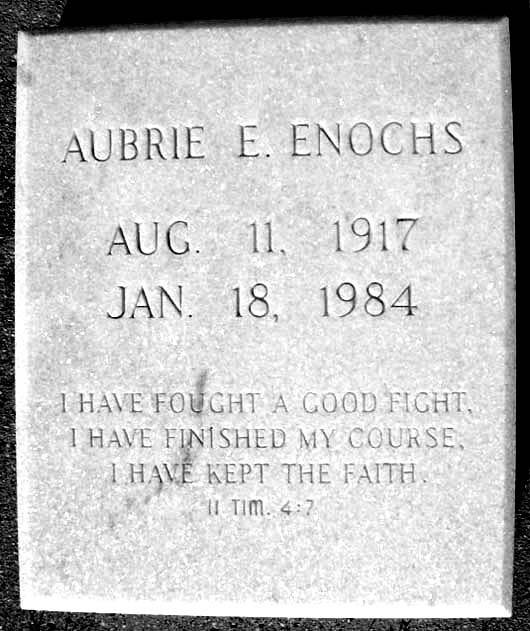 AUBRIE E. ENOCHS
AUG. 11, 1917
JAN. 18, 1984
I HAVE FOUGHT A GOOD FIGHT,
I HAVE FINISHED MY COURSE,
I HAVE KEPT THE FAITH.
II TIM. 4:7